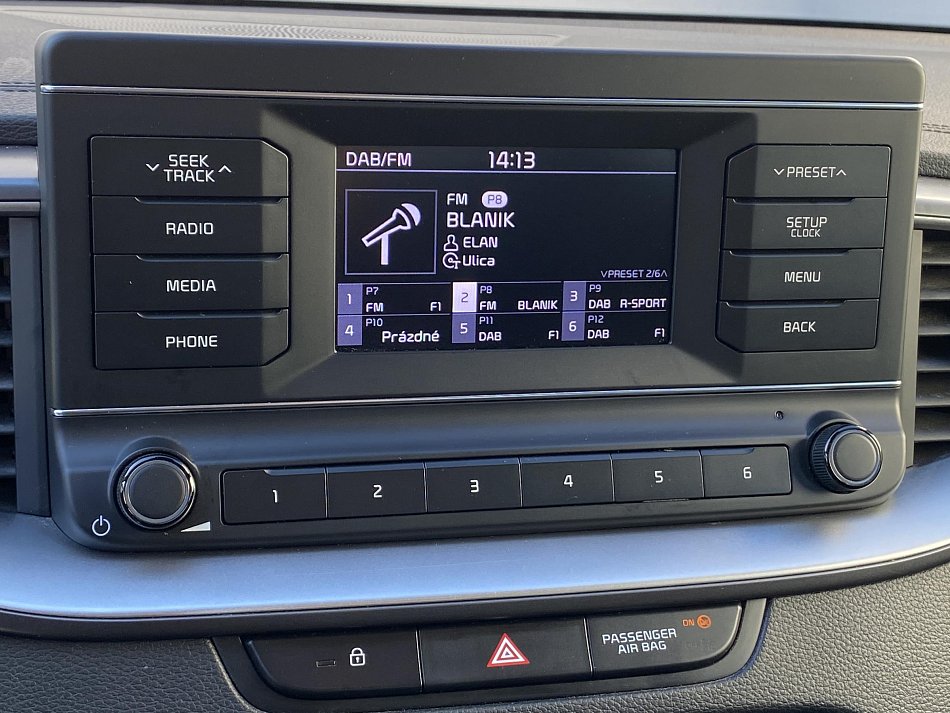 SEEK
TRACK
RADIO
MEDIA
PHONE
DAB/FM 14:13
FM P8
BLANIK
ELAN
Ulica
PRESET 2/6
1 P7 FM F1
2 P8 FM BLANIK
3 P9 DAB R-SPORT
4 P10 Prázdné
5 P11 DAB F1
6 P12 DAB F1
PRESET
SETUP
CLOCK
MENU
BACK
1 2 3 4 5 6
PASSENGER
AIR BAG
ON